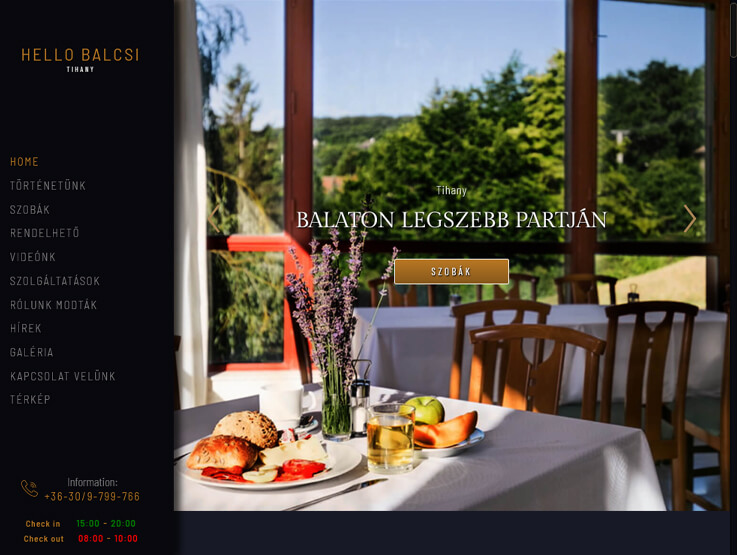 HELLO BALCSI
TIHANY
HOME
TÖRTÉNETÜNK
SZOBÁK
RENDELHETŐ
VIDEÓNK
SZOLGÁLTATÁSOK
RÓLUNK MODTÁK
HÍREK
GALÉRIA
KAPCSOLAT VELÜNK
TÉRKÉP
Information:
+36-30/9-799-766
Check in 15:00 - 20:00
Check out 08:00 - 10:00
Tihany
BALATON LEGSZEBB PARTJÁN
SZOBÁK